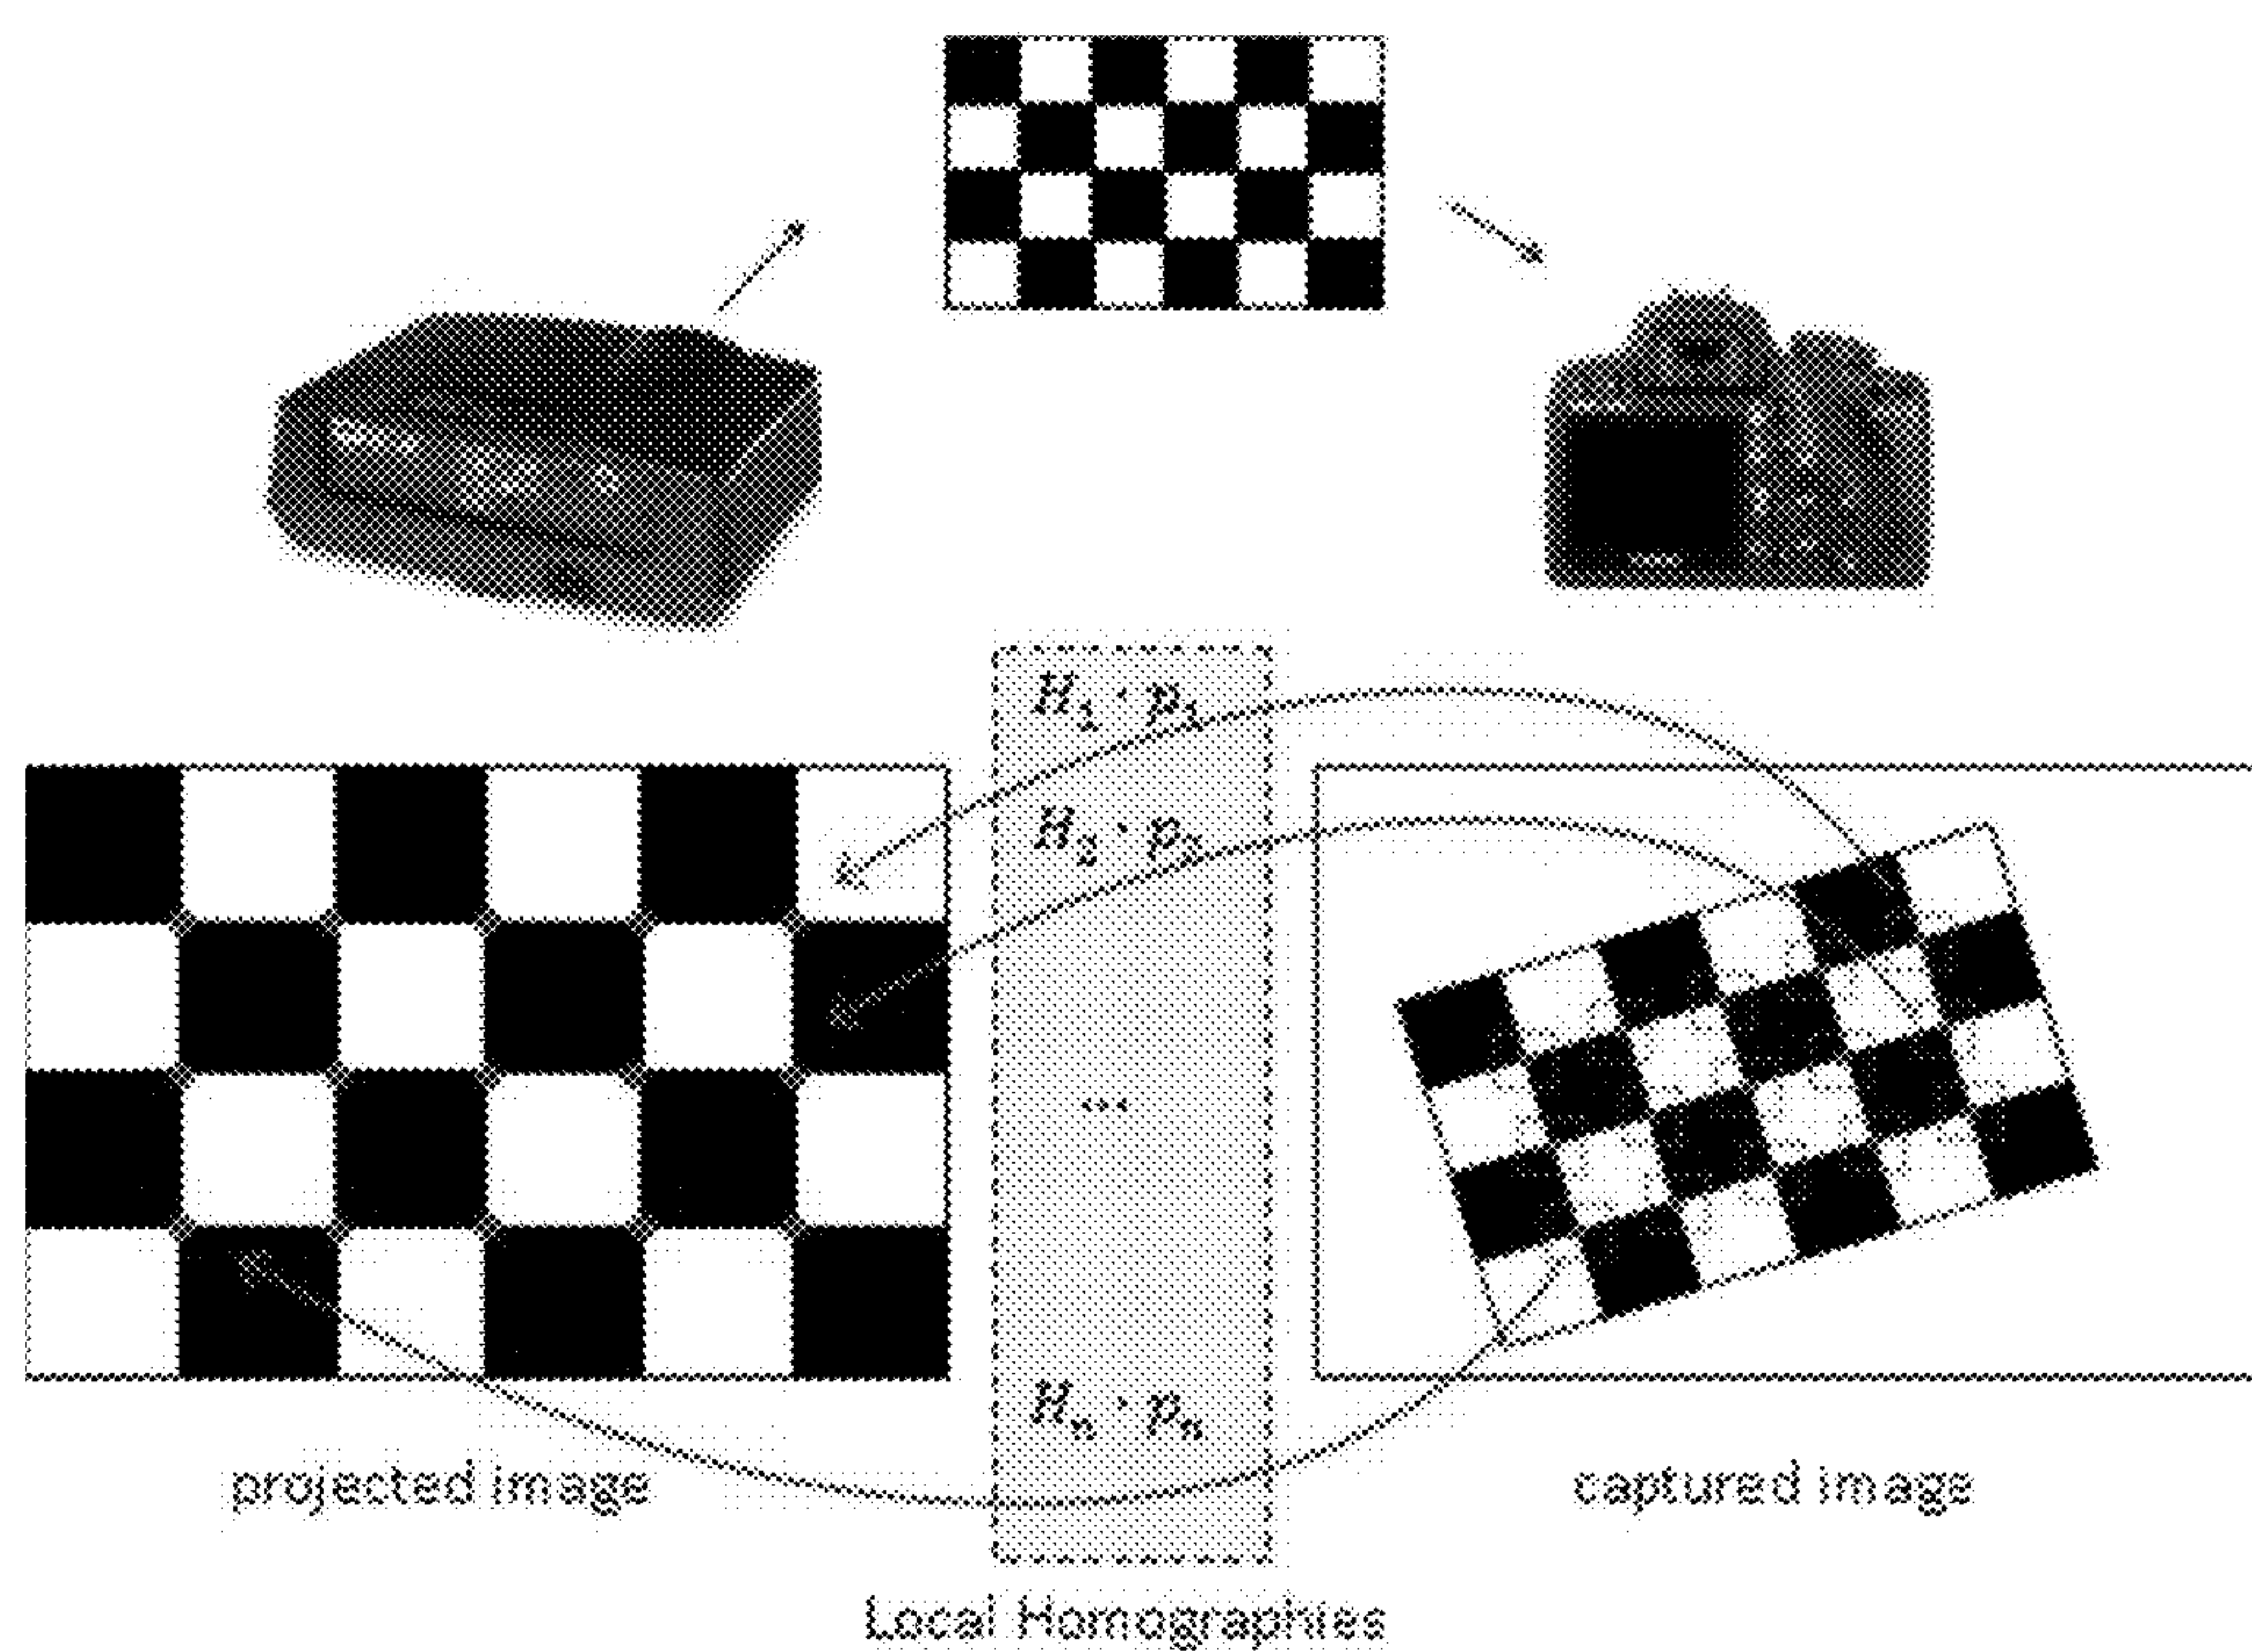 H₁ · p₁
H₂ · p₂
...
Hₙ · pₙ
projected image
captured image
Local Homographies